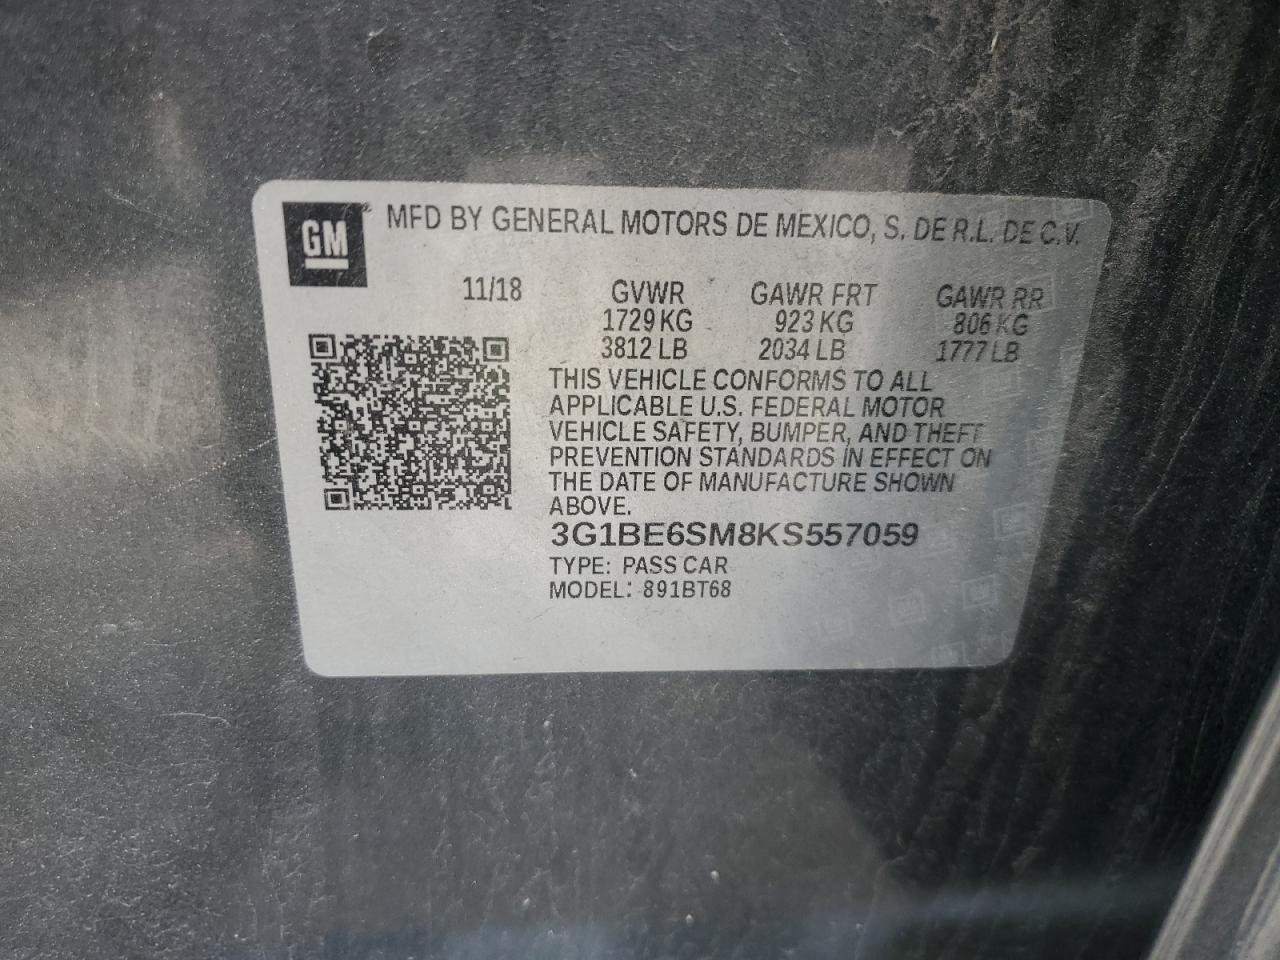 GM
MFD BY GENERAL MOTORS DE MEXICO, S. DE R.L. DE C.V.
11/18 GVWR GAWR FRT GAWR RR
1729 KG 923 KG 806 KG
3812 LB 2034 LB 1777 LB
THIS VEHICLE CONFORMS TO ALL
APPLICABLE U.S. FEDERAL MOTOR
VEHICLE SAFETY, BUMPER, AND THEFT
PREVENTION STANDARDS IN EFFECT ON
THE DATE OF MANUFACTURE SHOWN
ABOVE.
3G1BE6SM8KS557059
TYPE: PASS CAR
MODEL: 891BT68